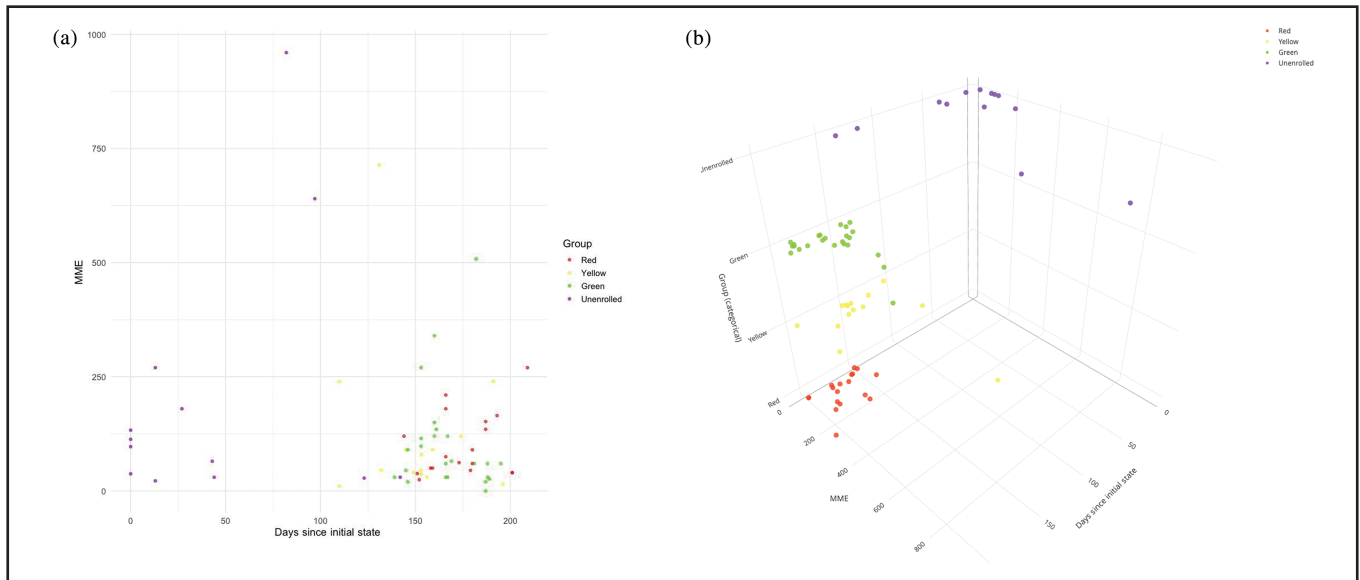 (a)
1000
750
500
250
0
MME
0 50 100 150 200
Days since initial state
Group
Red
Yellow
Green
Unenrolled
(b)
Red
Yellow
Green
Unenrolled
Unenrolled
Green
Yellow
Red
Group (categorical)
0
200
400
600
800
MME
0
50
100
150
Days since initial state